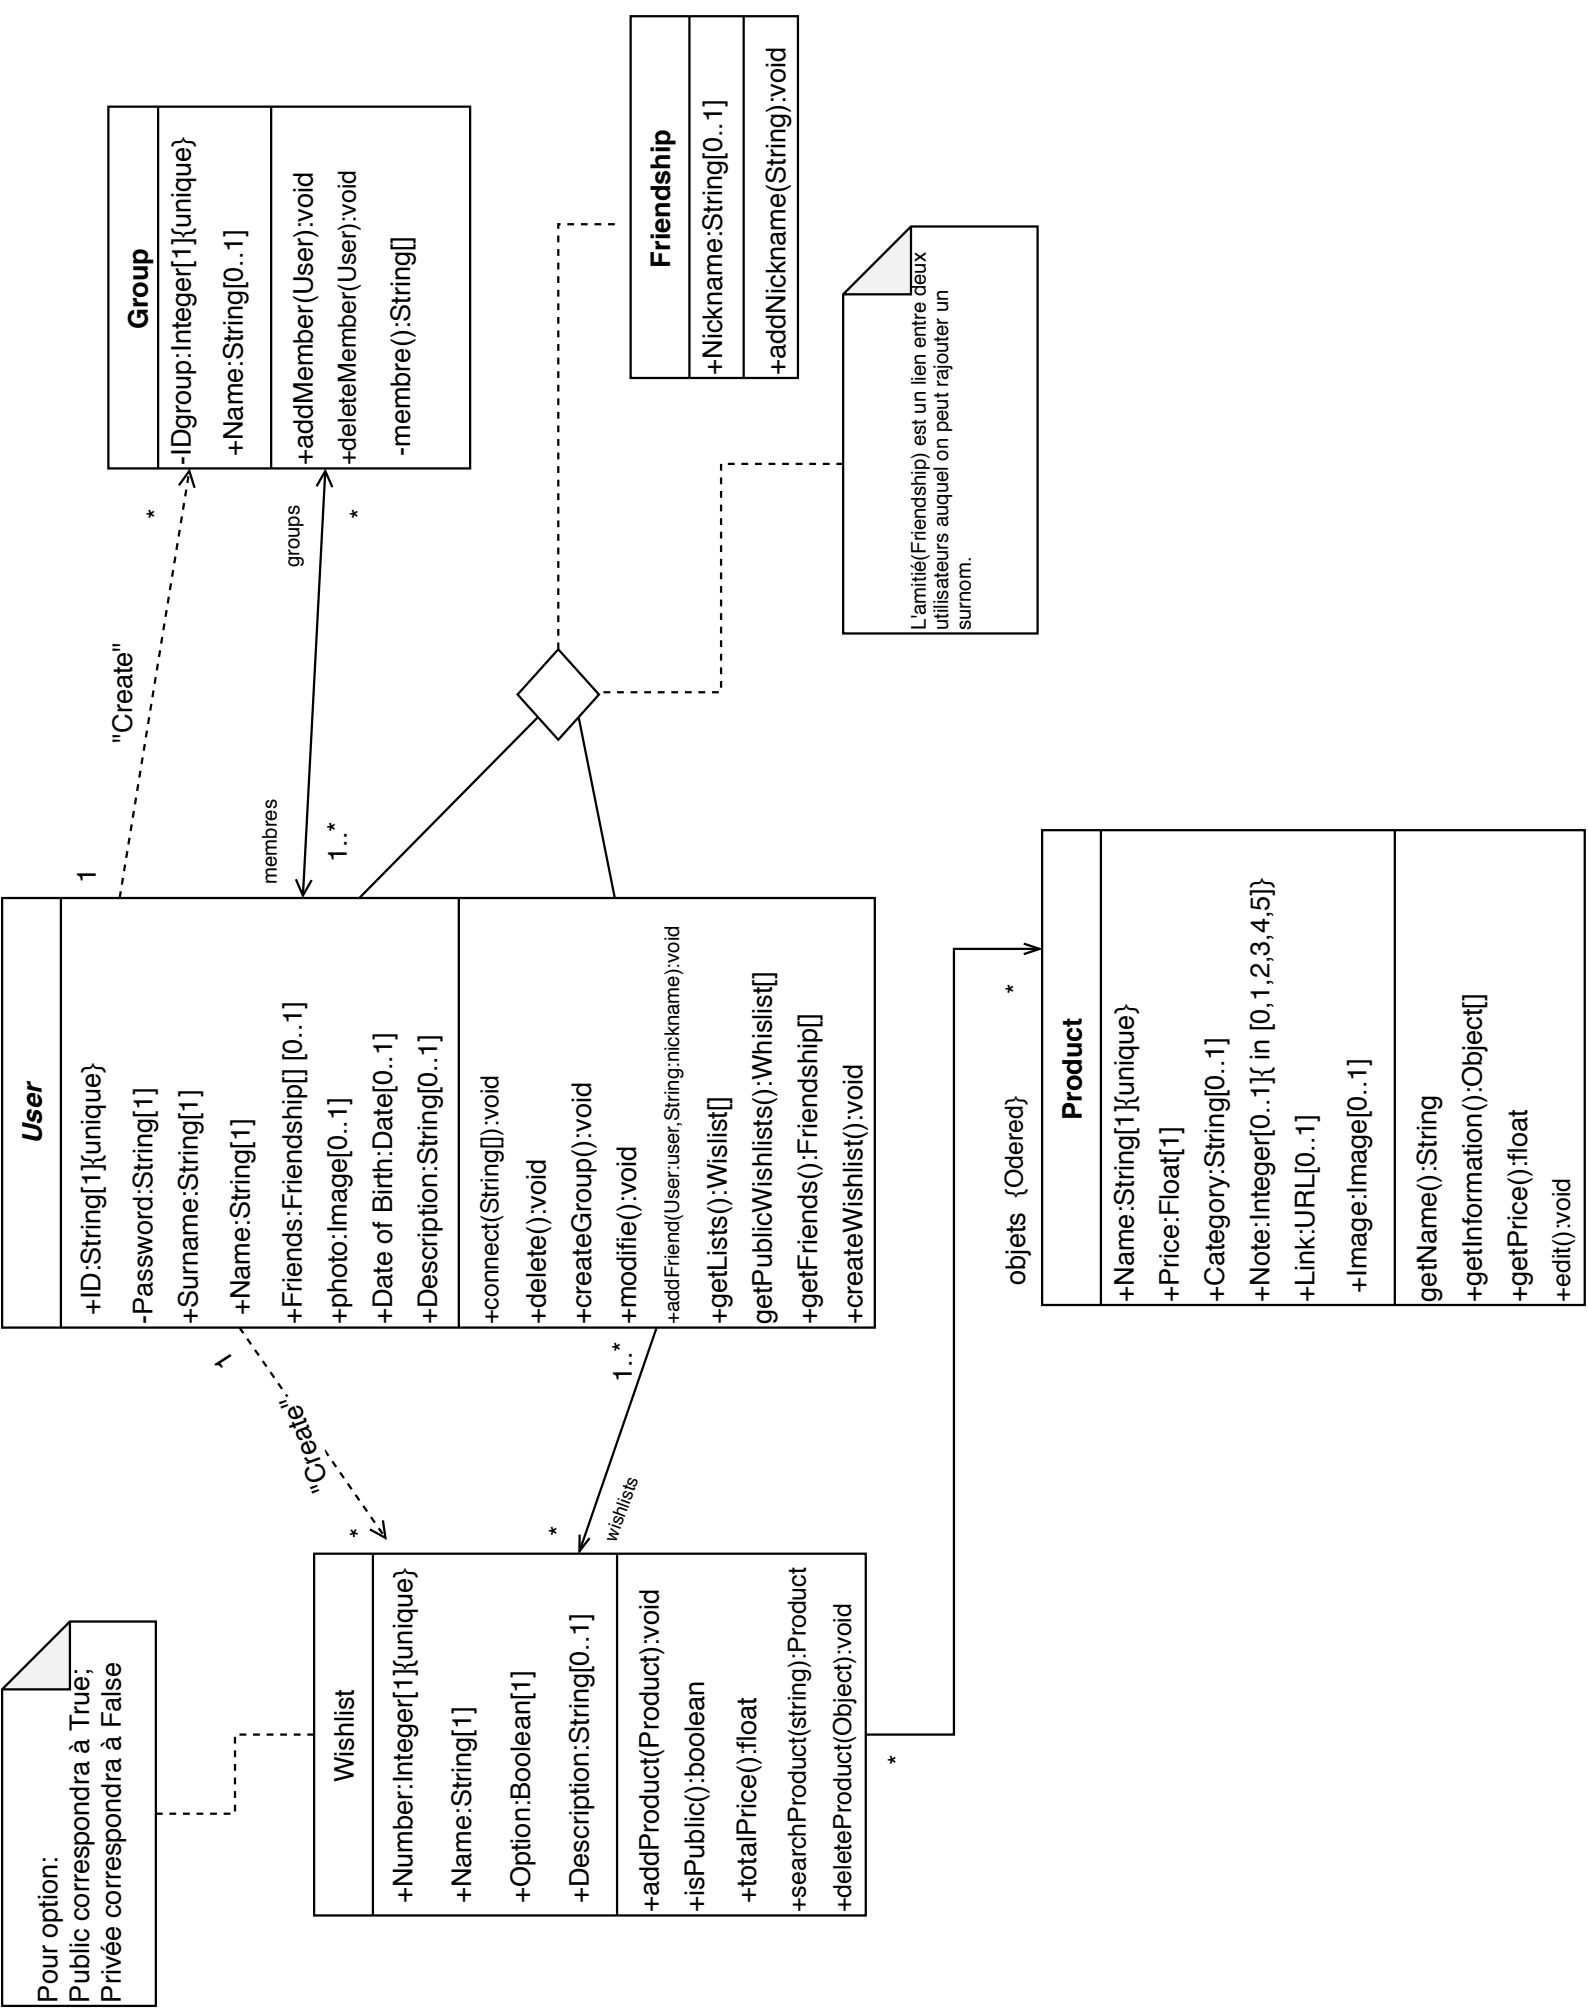 Pour option:
Public correspondra à True;
Privée correspondra à False
Wishlist
+Number:Integer[1]{unique}
+Name:String[1]
+Option:Boolean[1]
+Description:String[0..1]
+addProduct(Product):void
+isPublic():boolean
+totalPrice():float
+searchProduct(string):Product
+deleteProduct(Object):void
1
"Create"
*
1..*
*
wishlists
User
+ID:String[1]{unique}
-Password:String[1]
+Surname:String[1]
+Name:String[1]
+Friends:Friendship[] [0..1]
+photo:Image[0..1]
+Date of Birth:Date[0..1]
+Description:String[0..1]
+connect(String[]):void
+delete():void
+createGroup():void
+modifie():void
+addFriend(User:user,String:nickname):void
+getLists():Wislist[]
getPublicWishlists():Whislist[]
+getFriends():Friendship[]
+createWishlist():void
1
"Create"
*
membres
1..*
groups
*
Group
-IDgroup:Integer[1]{unique}
+Name:String[0..1]
+addMember(User):void
+deleteMember(User):void
-membre():String[]
Friendship
+Nickname:String[0..1]
+addNickname(String):void
L'amitié(Friendship) est un lien entre deux
utilisateurs auquel on peut rajouter un
surnom.
*
objets {Odered}
*
Product
+Name:String[1]{unique}
+Price:Float[1]
+Category:String[0..1]
+Note:Integer[0..1]{ in [0,1,2,3,4,5]}
+Link:URL[0..1]
+Image:Image[0..1]
getName():String
+getInformation():Object[]
+getPrice():float
+edit():void